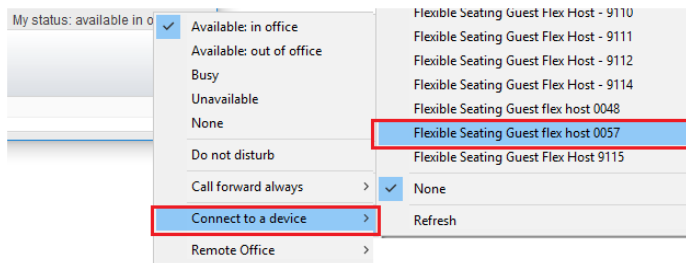 My status: available in o
Available: in office
Available: out of office
Busy
Unavailable
None
Do not disturb
Call forward always
Connect to a device
Remote Office
Flexible Seating Guest Flex Host - 9110
Flexible Seating Guest Flex Host - 9111
Flexible Seating Guest Flex Host - 9112
Flexible Seating Guest Flex Host - 9114
Flexible Seating Guest flex host 0048
Flexible Seating Guest flex host 0057
Flexible Seating Guest Flex Host 9115
None
Refresh